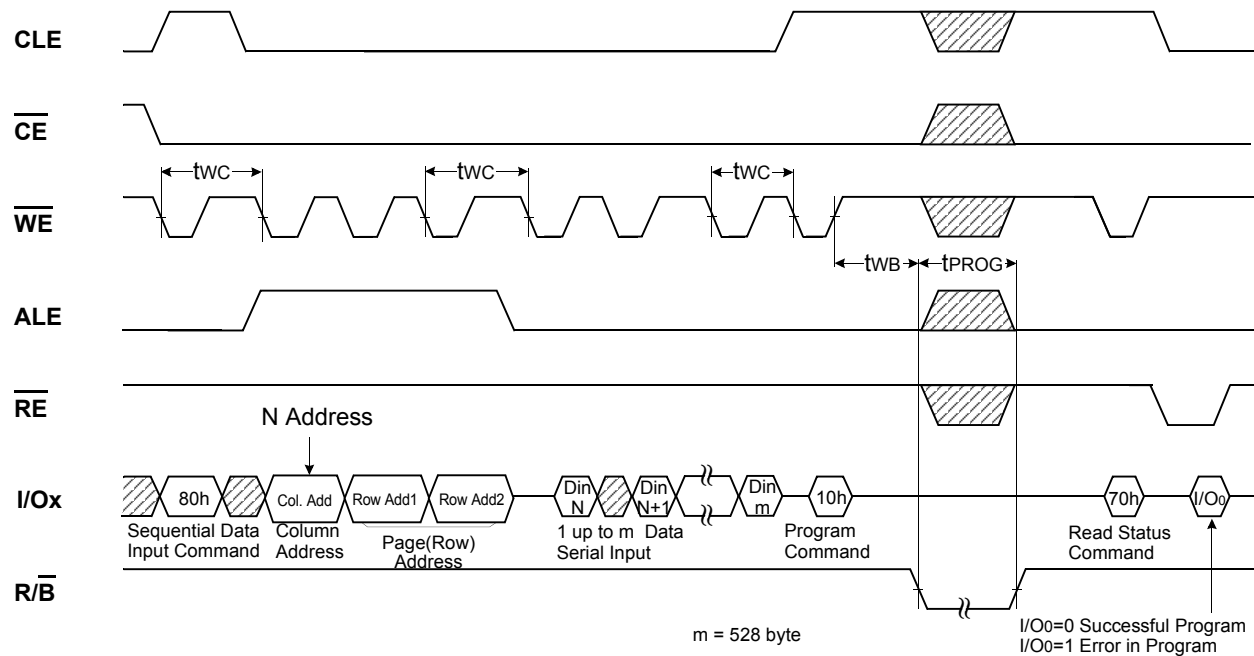 CLE
CE
tWC
tWC
tWC
WE
tWB
tPROG
ALE
RE
N Address
I/Ox
80h
Col. Add
Row Add1
Row Add2
Din
N
Din
N+1
Din
m
10h
70h
I/O0
Sequential Data
Input Command
Column
Address
Page(Row)
Address
1 up to m Data
Serial Input
Program
Command
Read Status
Command
R/B
m = 528 byte
I/O0=0 Successful Program
I/O0=1 Error in Program